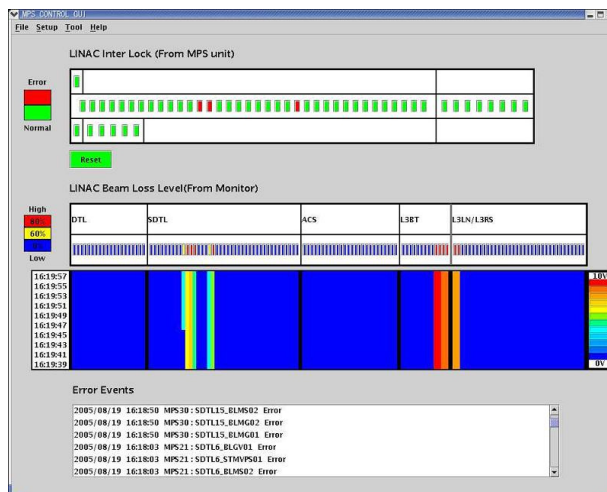 MPS CONTROL GUI
File Setup Tool Help
LINAC Inter Lock (From MPS unit)
Error
Normal
Reset
LINAC Beam Loss Level(From Monitor)
High
60%
Low
DTL SDTL ACS L3BT L3LN/L3RS
16:19:57
16:19:55
16:19:53
16:19:51
16:19:49
16:19:47
16:19:45
16:19:43
16:19:41
16:19:39
10V
0V
Error Events
2005/08/19 16:18:50 MPS30:SDTL15_BLMS02 Error
2005/08/19 16:18:50 MPS30:SDTL15_BLMG02 Error
2005/08/19 16:18:50 MPS30:SDTL15_BLMG01 Error
2005/08/19 16:18:03 MPS21:SDTL6_BLGV01 Error
2005/08/19 16:18:03 MPS21:SDTL6_STMVPS01 Error
2005/08/19 16:18:03 MPS21:SDTL6_BLMS02 Error